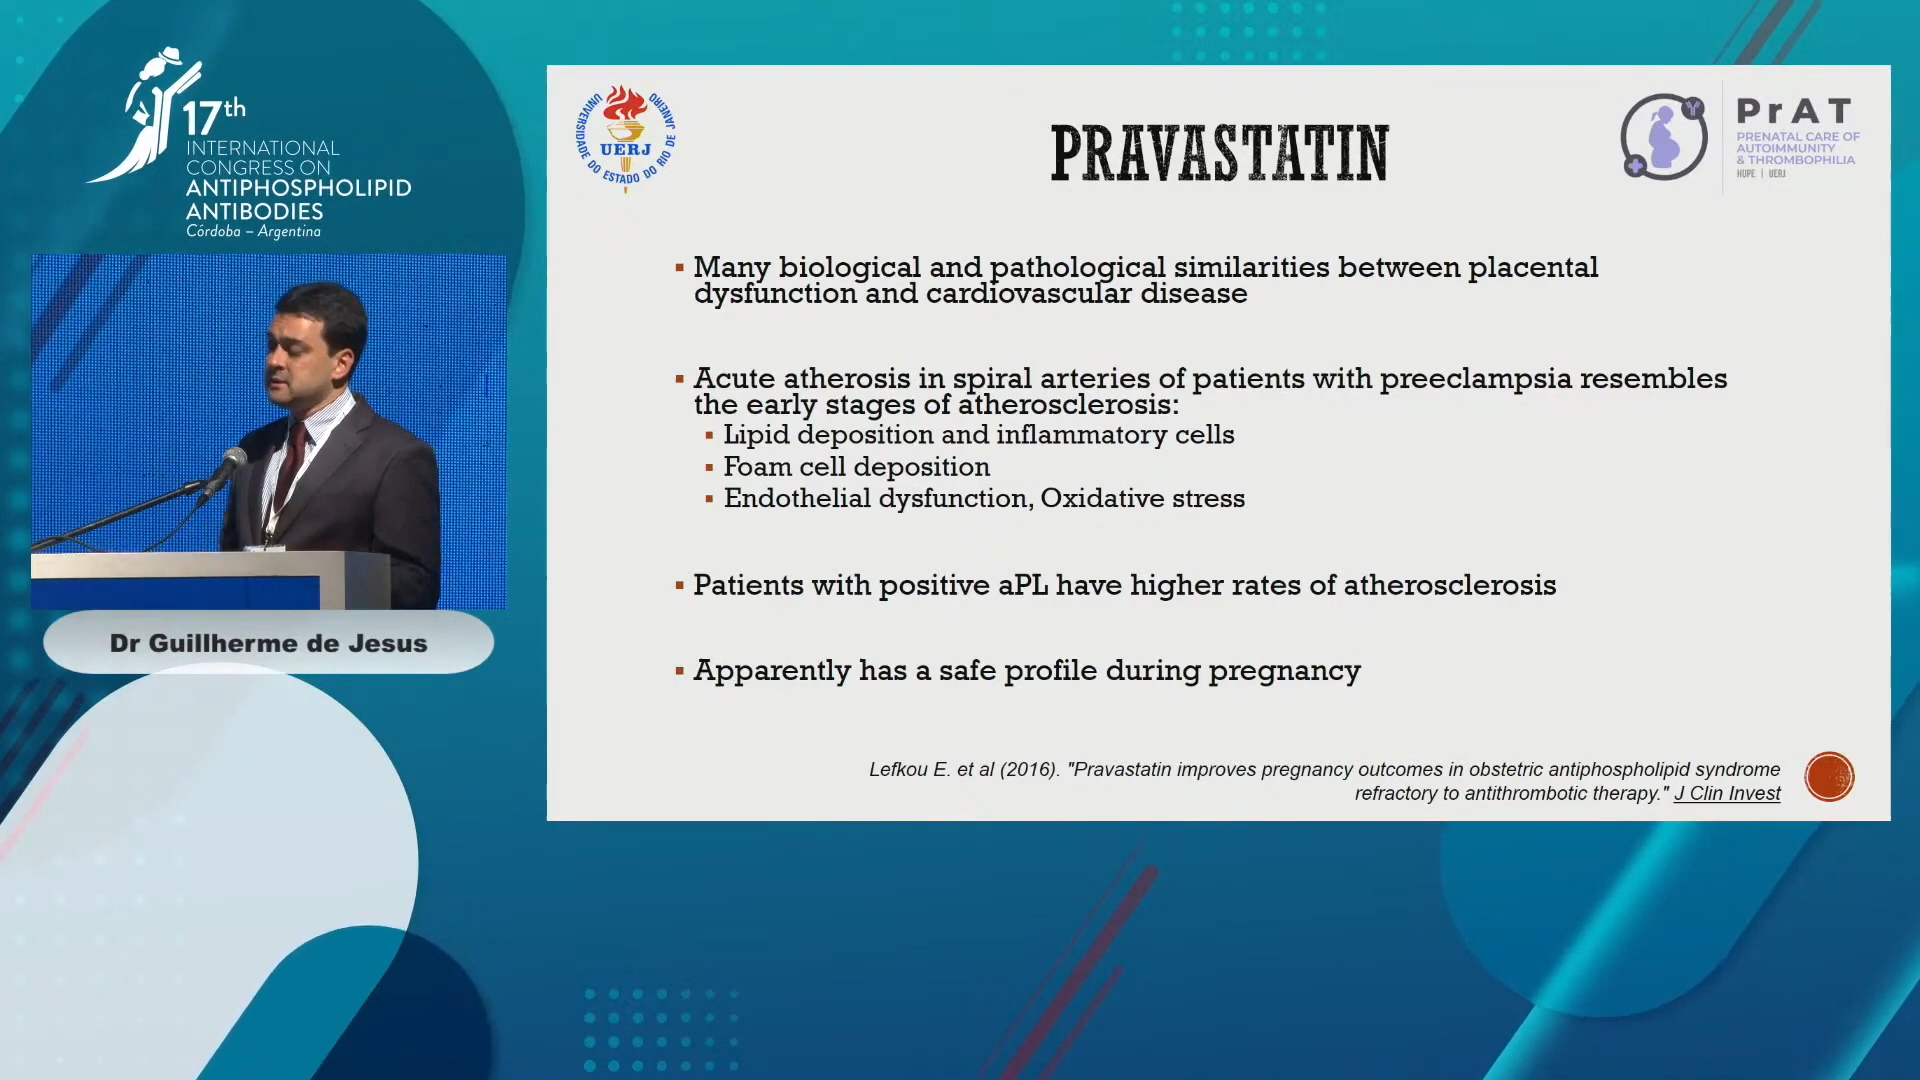 17th
INTERNATIONAL
CONGRESS ON
ANTIPHOSPHOLIPID
ANTIBODIES
Córdoba – Argentina
Dr Guillherme de Jesus
UNIVERSIDADE DO ESTADO DO RIO DE JANEIRO
UERJ
PRAVASTATIN
PrAT
PRENATAL CARE OF
AUTOIMMUNITY
& THROMBOPHILIA
HUPE | UERJ
▪ Many biological and pathological similarities between placental
dysfunction and cardiovascular disease
▪ Acute atherosis in spiral arteries of patients with preeclampsia resembles
the early stages of atherosclerosis:
▪ Lipid deposition and inflammatory cells
▪ Foam cell deposition
▪ Endothelial dysfunction, Oxidative stress
▪ Patients with positive aPL have higher rates of atherosclerosis
▪ Apparently has a safe profile during pregnancy
Lefkou E. et al (2016). "Pravastatin improves pregnancy outcomes in obstetric antiphospholipid syndrome
refractory to antithrombotic therapy." J Clin Invest